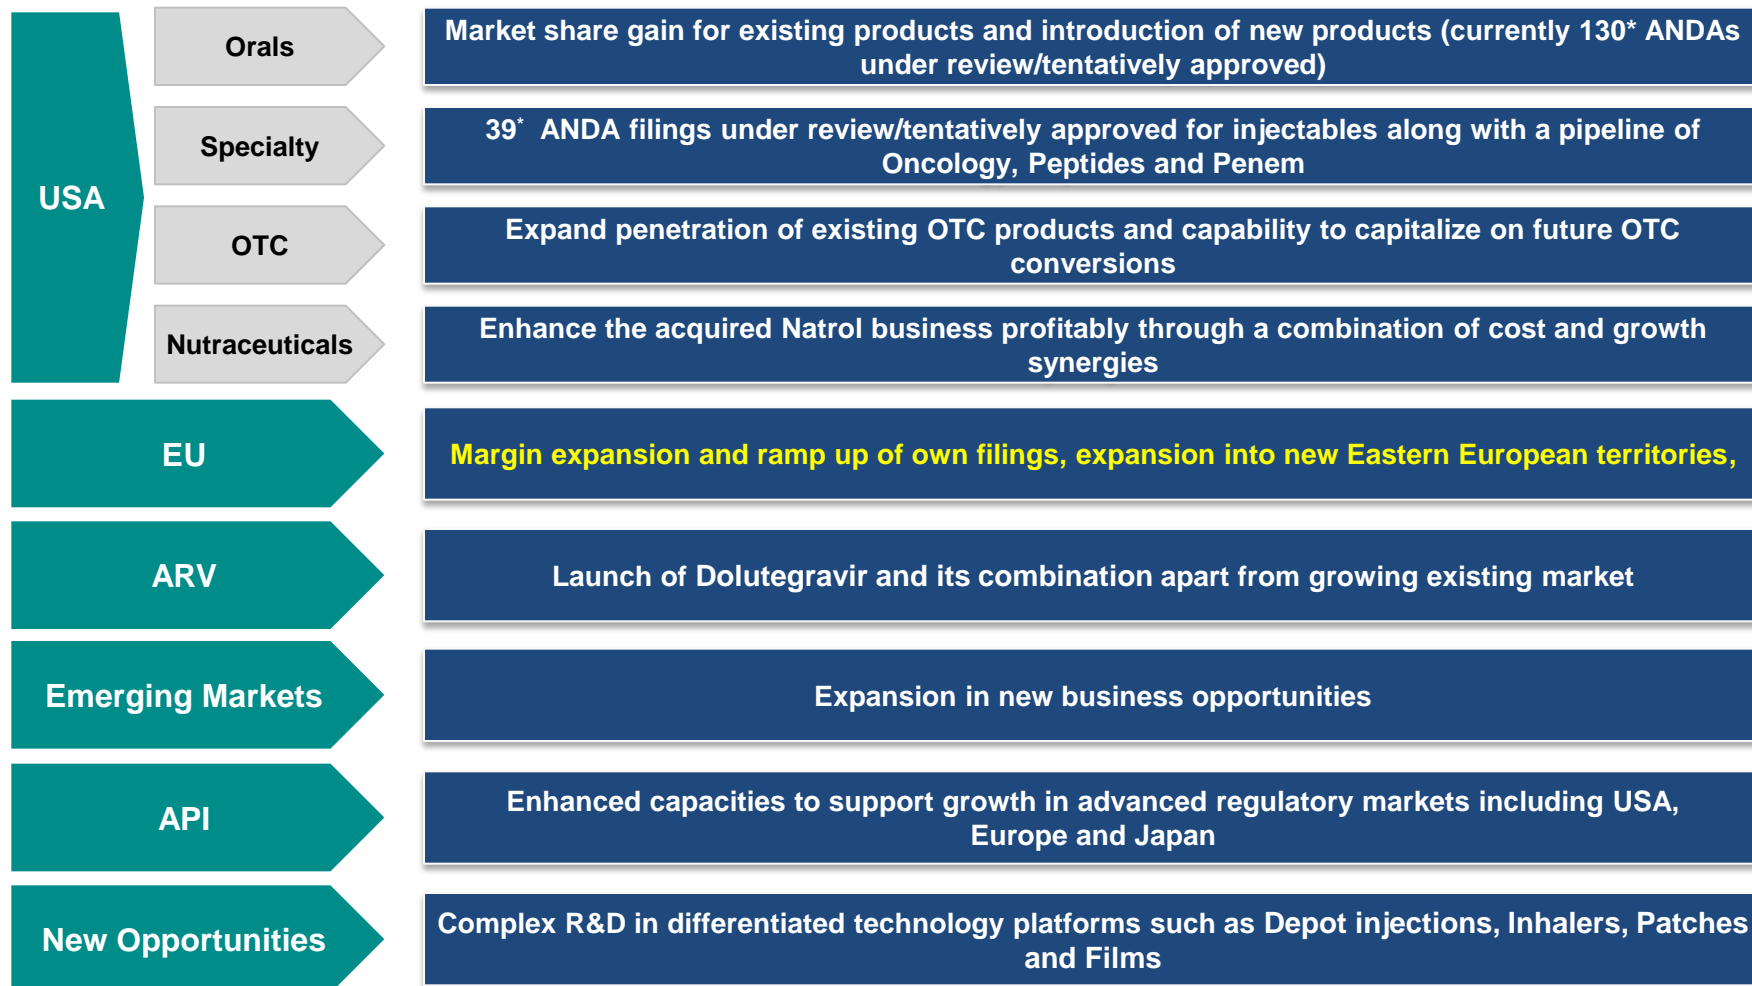 USA
Orals
Market share gain for existing products and introduction of new products (currently 130* ANDAs
under review/tentatively approved)
Specialty
39* ANDA filings under review/tentatively approved for injectables along with a pipeline of
Oncology, Peptides and Penem
OTC
Expand penetration of existing OTC products and capability to capitalize on future OTC
conversions
Nutraceuticals
Enhance the acquired Natrol business profitably through a combination of cost and growth
synergies
EU
Margin expansion and ramp up of own filings, expansion into new Eastern European territories,
ARV
Launch of Dolutegravir and its combination apart from growing existing market
Emerging Markets
Expansion in new business opportunities
API
Enhanced capacities to support growth in advanced regulatory markets including USA,
Europe and Japan
New Opportunities
Complex R&D in differentiated technology platforms such as Depot injections, Inhalers, Patches
and Films